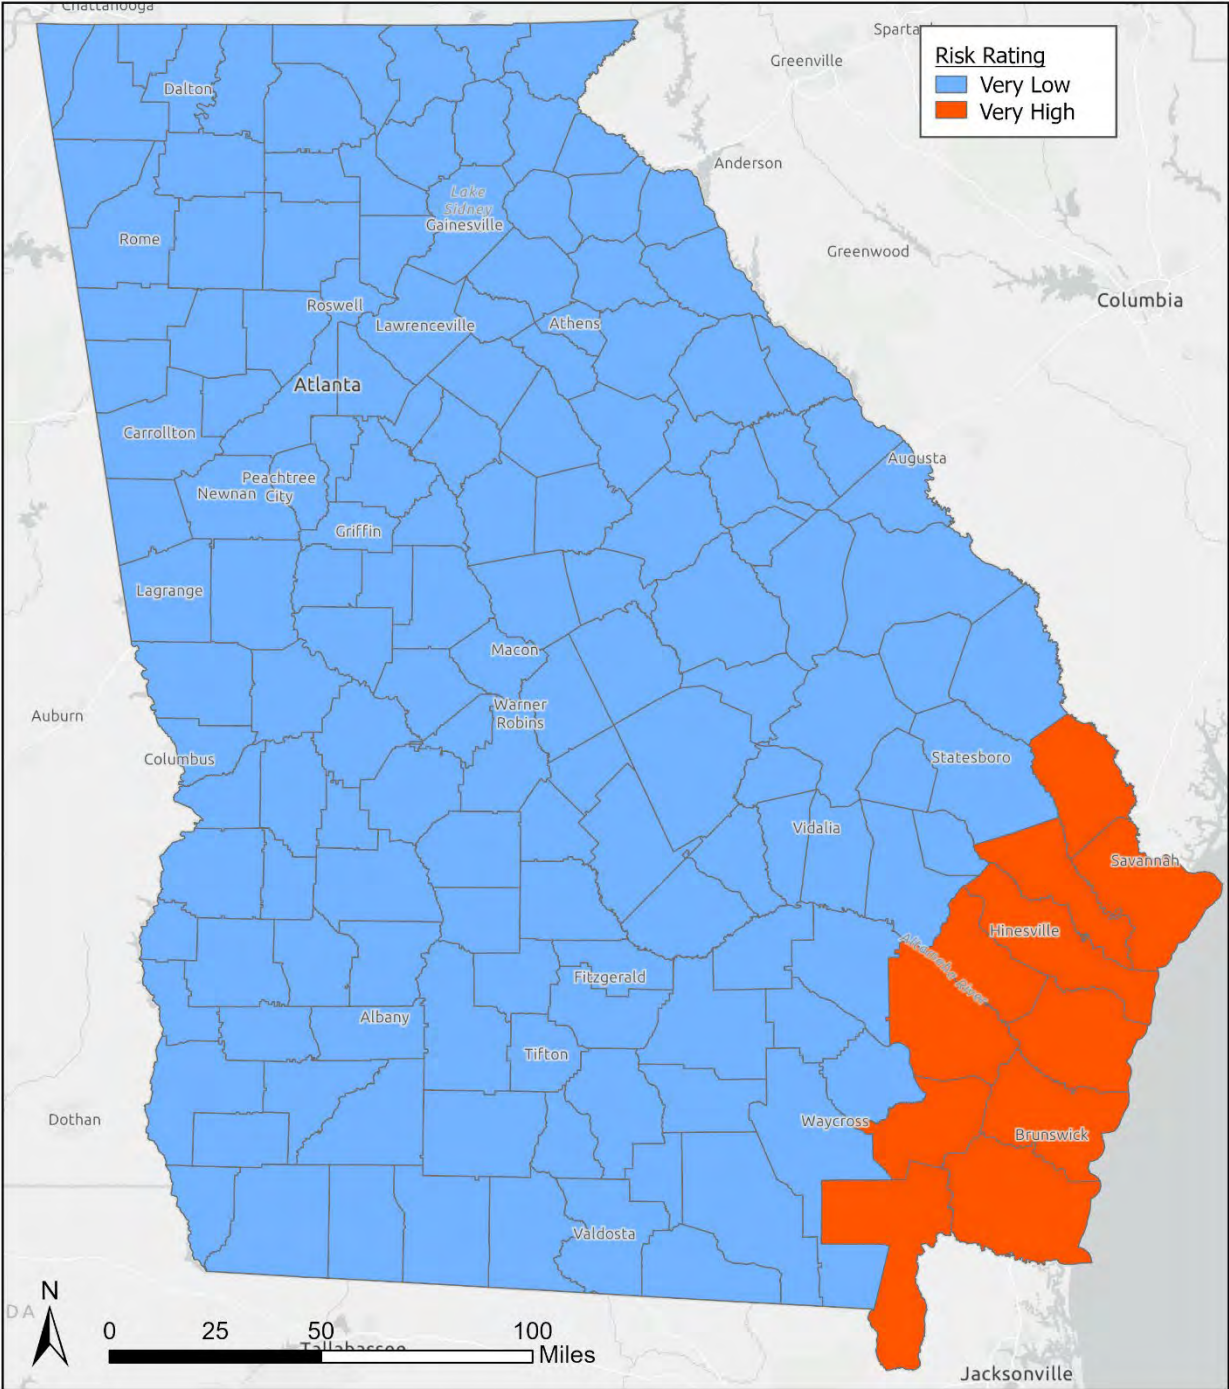 Chattanooga
Sparta
Greenville
Risk Rating
Very Low
Very High
Dalton
Anderson
Lake
Sidney
Gainesville
Rome
Greenwood
Columbia
Roswell
Lawrenceville
Athens
Atlanta
Carrollton
Augusta
Peachtree
City
Newnan
Griffin
Lagrange
Macon
Warner
Robins
Auburn
Columbus
Statesboro
Vidalia
Savannah
Hinesville
Altamaha River
Fitzgerald
Albany
Tifton
Dothan
Waycross
Brunswick
Valdosta
N
DA
0 25 50 100
Miles
Tallahassee
Jacksonville